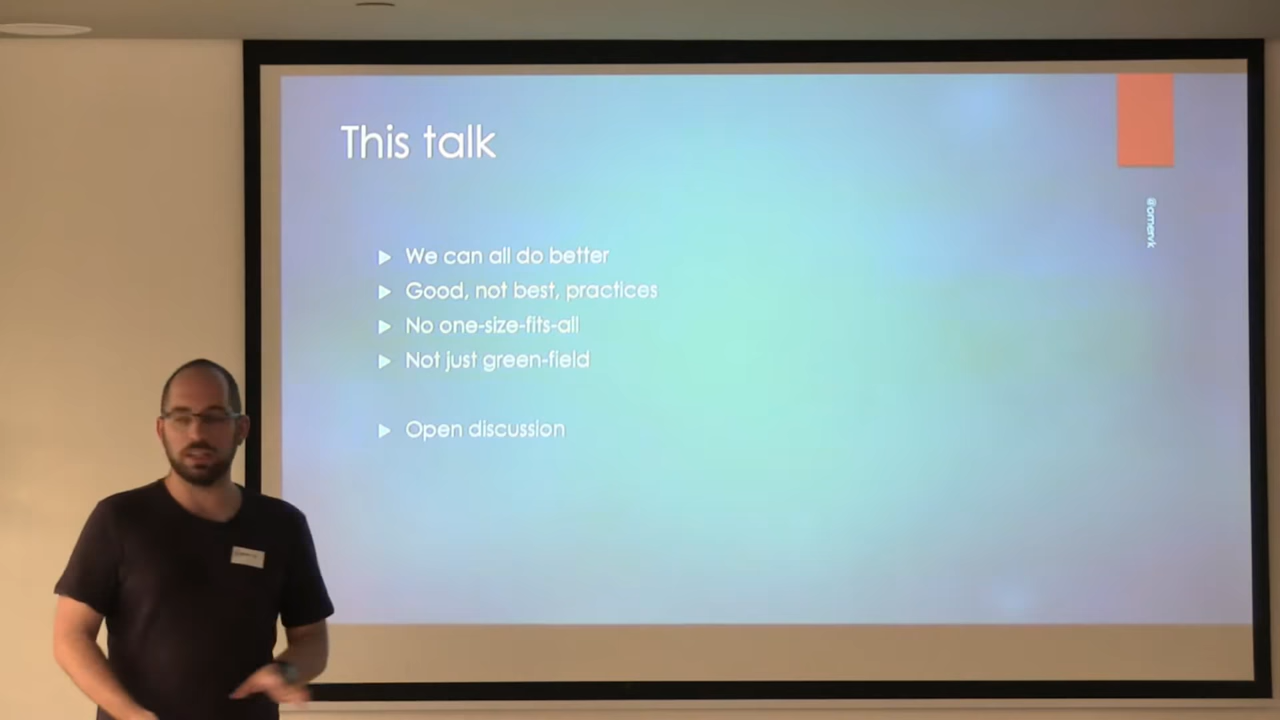 This talk
@omervk
We can all do better
Good, not best, practices
No one-size-fits-all
Not just green-field
Open discussion